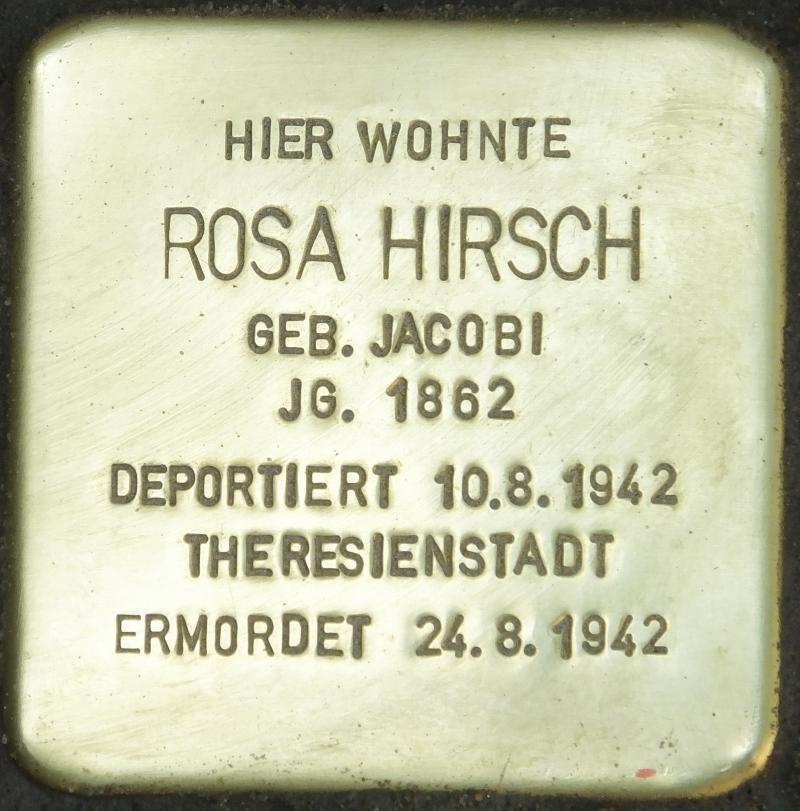 HIER WOHNTE
ROSA HIRSCH
GEB. JACOBI
JG. 1862
DEPORTIERT 10.8.1942
THERESIENSTADT
ERMORDET 24.8.1942